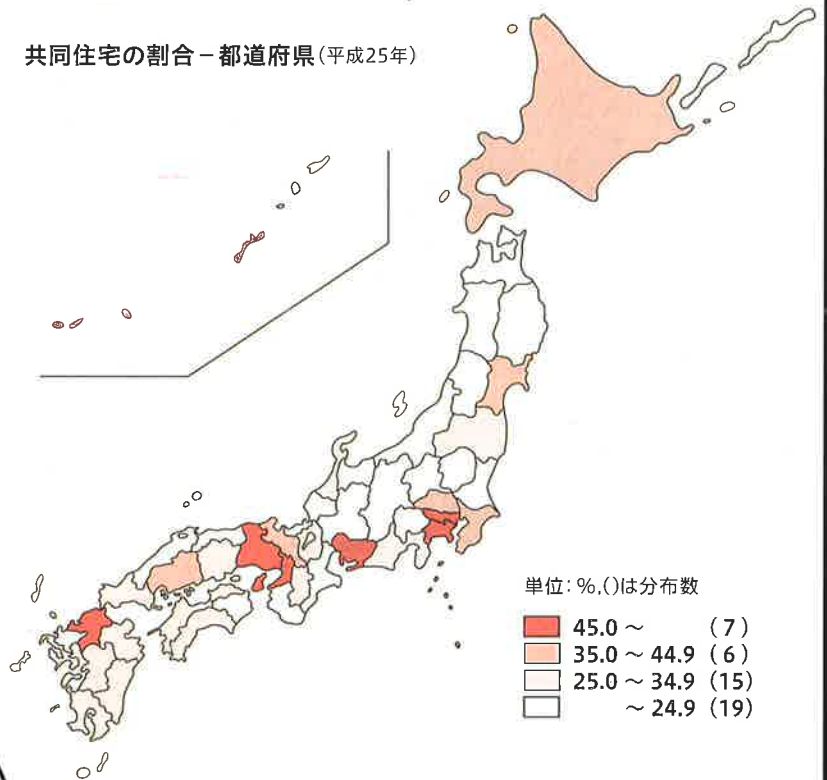 共同住宅の割合－都道府県(平成25年)
単位：%,()は分布数
45.0 ～ (7)
35.0 ～ 44.9 (6)
25.0 ～ 34.9 (15)
～ 24.9 (19)